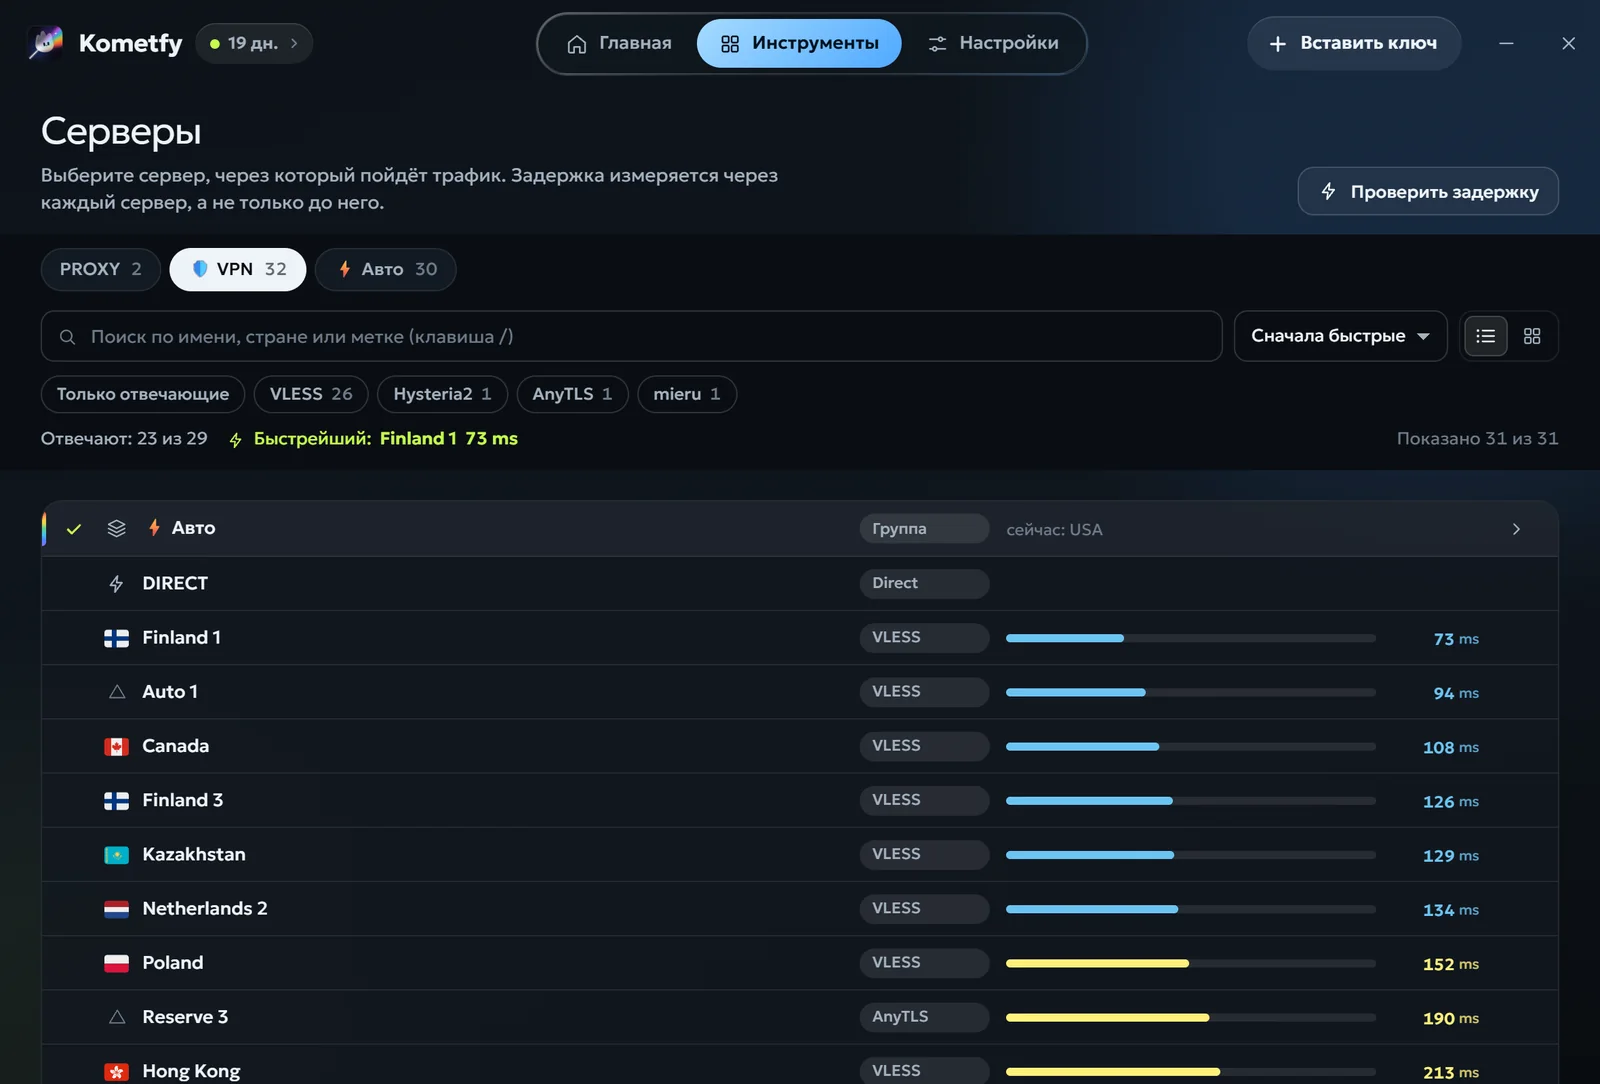 Kometfy
19 дн.
Главная
Инструменты
Настройки
Вставить ключ
Серверы
Выберите сервер, через который пойдёт трафик. Задержка измеряется через
каждый сервер, а не только до него.
Проверить задержку
PROXY 2
VPN 32
Авто 30
Поиск по имени, стране или метке (клавиша /)
Сначала быстрые
Только отвечающие
VLESS 26
Hysteria2 1
AnyTLS 1
mieru 1
Отвечают: 23 из 29
Быстрейший: Finland 1 73 ms
Показано 31 из 31
Авто Группа сейчас: USA
DIRECT Direct
Finland 1 VLESS 73 ms
Auto 1 VLESS 94 ms
Canada VLESS 108 ms
Finland 3 VLESS 126 ms
Kazakhstan VLESS 129 ms
Netherlands 2 VLESS 134 ms
Poland VLESS 152 ms
Reserve 3 AnyTLS 190 ms
Hong Kong VLESS 213 ms